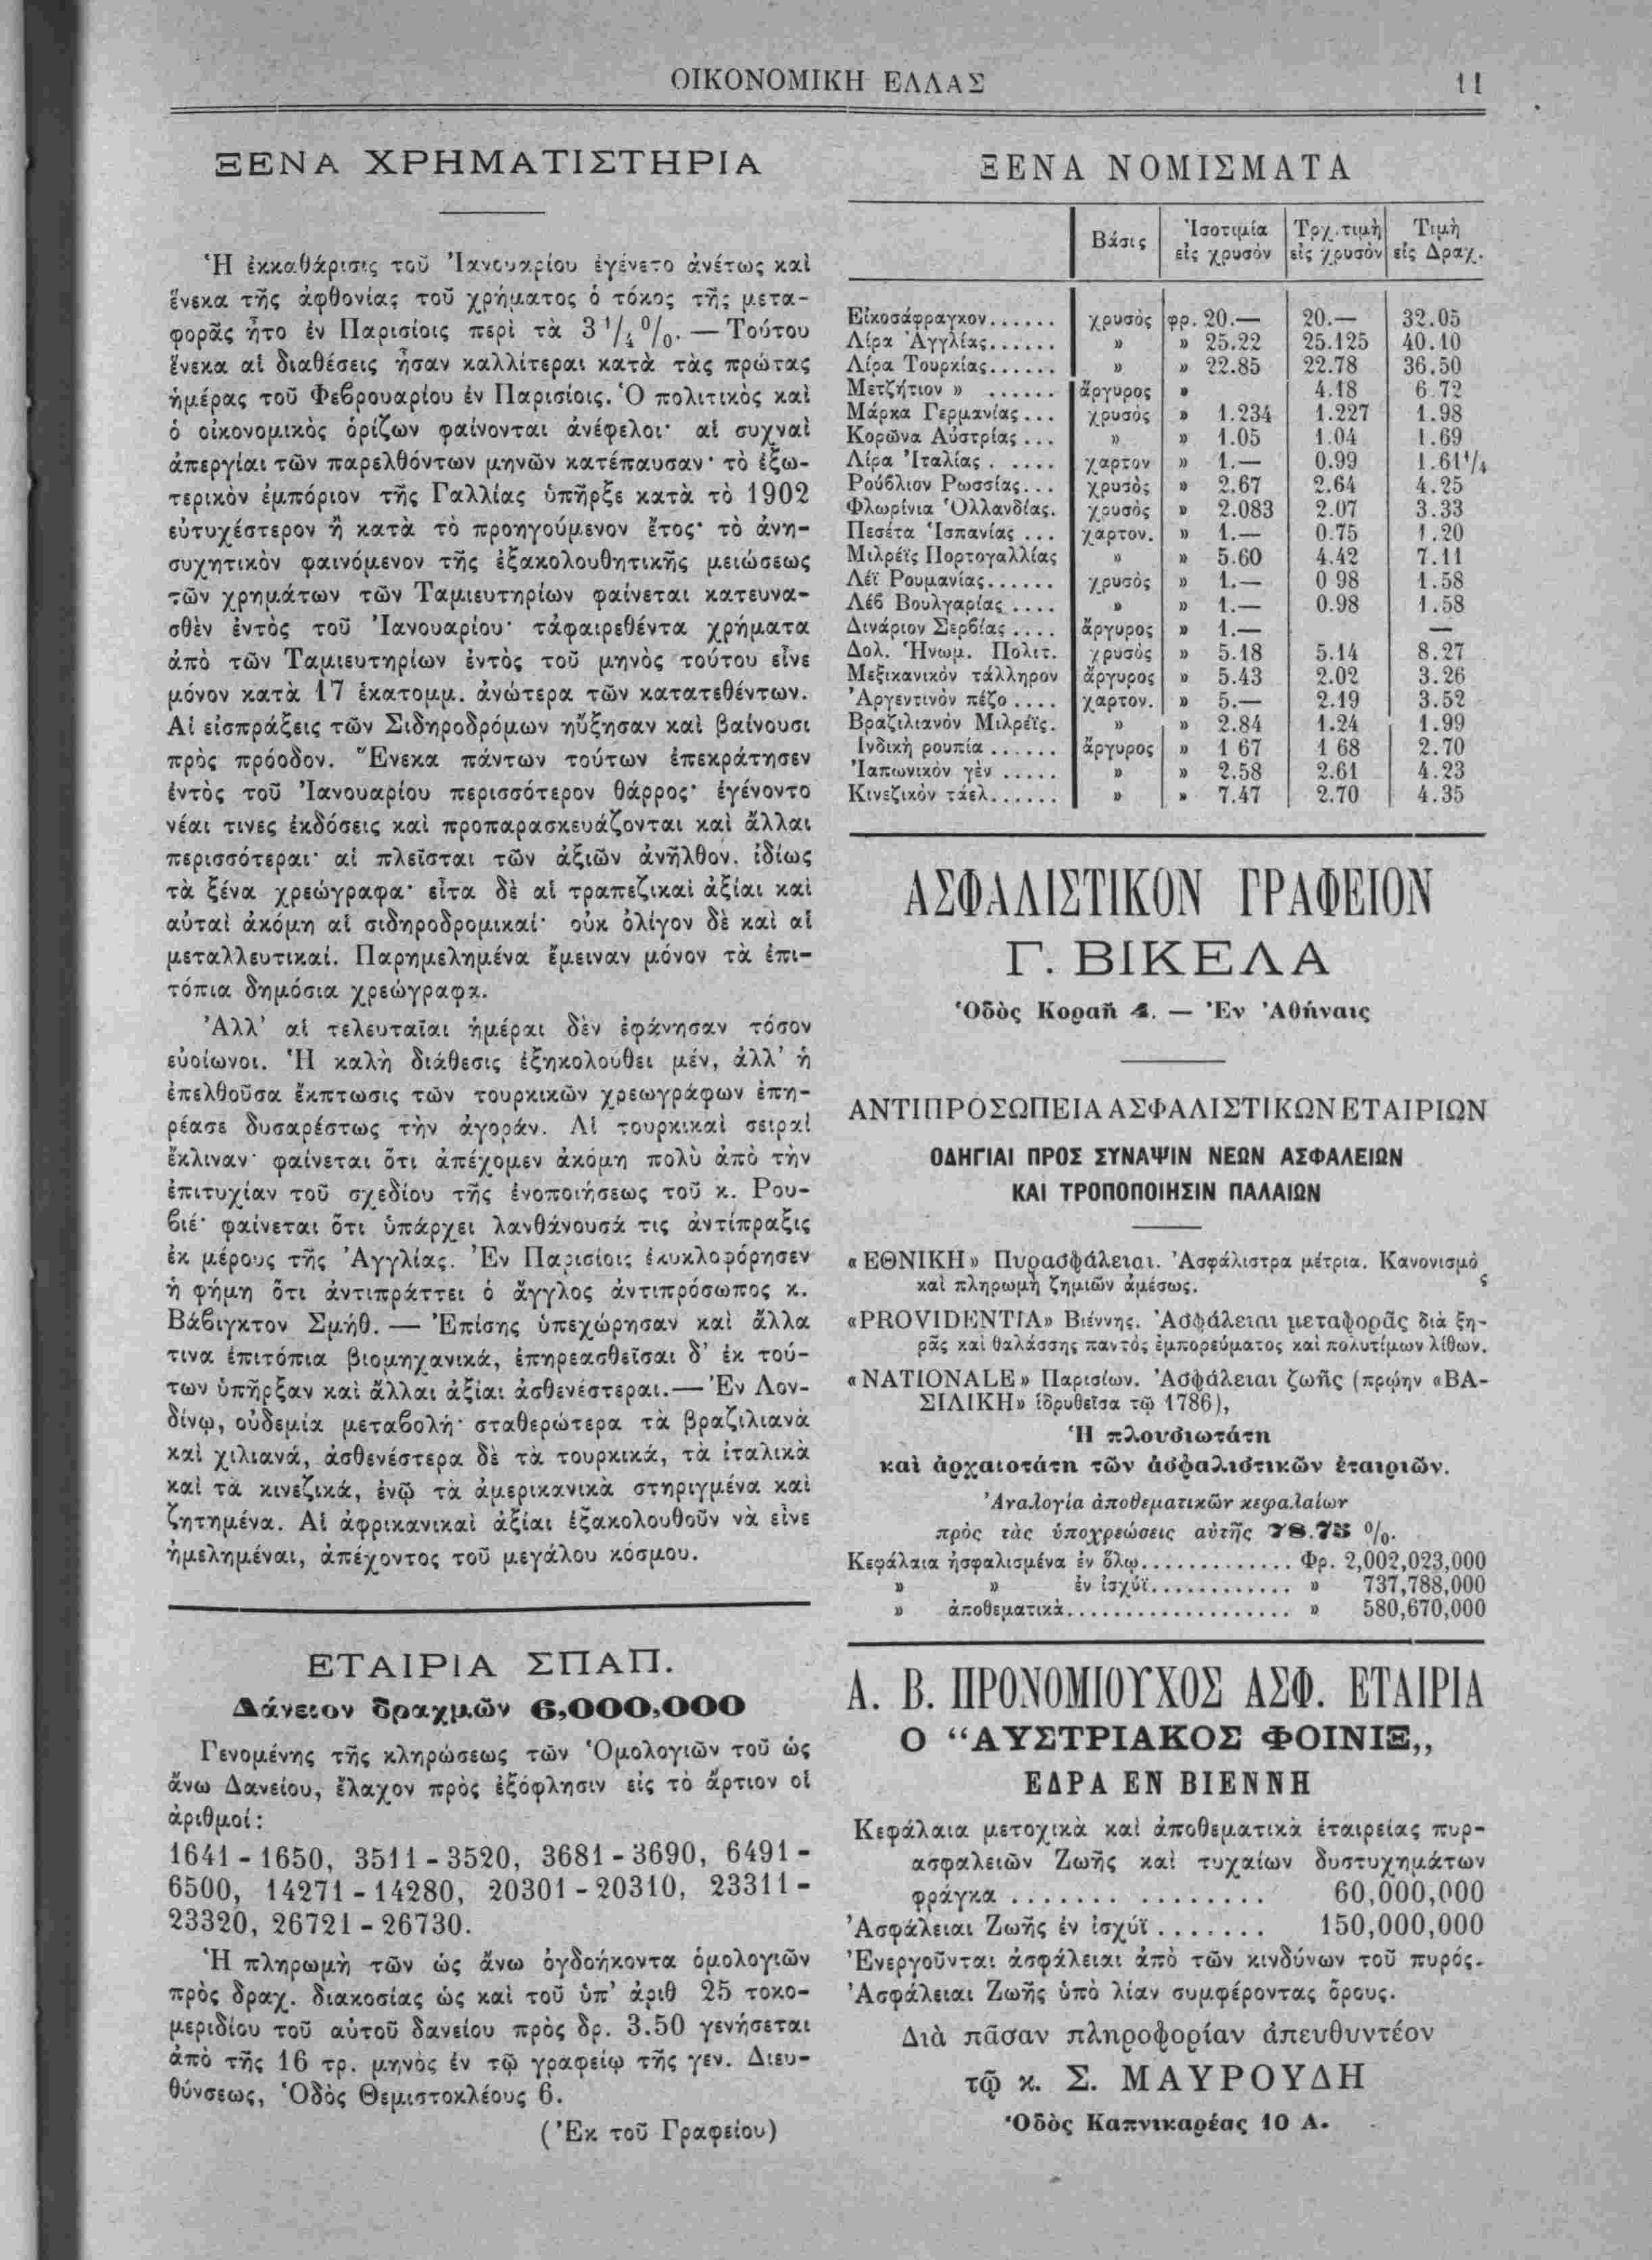 ΟΙΚΟΝΟΜΙΚΗ ΕΛΛΑΣ 11
ΞΕΝΑ ΧΡΗΜΑΤΙΣΤΗΡΙΑ
Ἡ ἐκκαθάρισις τοῦ Ἰανουαρίου ἐγένετο ἀνέτως καὶ
ἕνεκα τῆς ἀφθονίας τοῦ χρήματος ὁ τόκος τῆς μετα-
φορᾶς ἦτο ἐν Παρισίοις περὶ τὰ 3 1/4 0/0. — Τούτου
ἕνεκα αἱ διαθέσεις ἦσαν καλλίτεραι κατὰ τὰς πρώτας
ἡμέρας τοῦ Φεβρουαρίου ἐν Παρισίοις. Ὁ πολιτικὸς καὶ
ὁ οἰκονομικὸς ὁρίζων φαίνονται ἀνέφελοι· αἱ συχναὶ
ἀπεργίαι τῶν παρελθόντων μηνῶν κατέπαυσαν· τὸ ἐξω-
τερικὸν ἐμπόριον τῆς Γαλλίας ὑπῆρξε κατὰ τὸ 1902
εὐτυχέστερον ἢ κατὰ τὸ προηγούμενον ἔτος· τὸ ἀνη-
συχητικὸν φαινόμενον τῆς ἐξακολουθητικῆς μειώσεως
τῶν χρημάτων τῶν Ταμιευτηρίων φαίνεται κατευνα-
σθὲν ἐντὸς τοῦ Ἰανουαρίου· τἀφαιρεθέντα χρήματα
ἀπὸ τῶν Ταμιευτηρίων ἐντὸς τοῦ μηνὸς τούτου εἶνε
μόνον κατὰ 17 ἑκατομμ. ἀνώτερα τῶν κατατεθέντων.
Αἱ εἰσπράξεις τῶν Σιδηροδρόμων ηὔξησαν καὶ βαίνουσι
πρὸς πρόοδον. Ἕνεκα πάντων τούτων ἐπεκράτησεν
ἐντὸς τοῦ Ἰανουαρίου περισσότερον θάρρος· ἐγένοντο
νέαι τινες ἐκδόσεις καὶ προπαρασκευάζονται καὶ ἄλλαι
περισσότεραι· αἱ πλεῖσται τῶν ἀξιῶν ἀνῆλθον. ἰδίως
τὰ ξένα χρεώγραφα· εἶτα δὲ αἱ τραπεζικαὶ ἀξίαι καὶ
αὐταὶ ἀκόμη αἱ σιδηροδρομικαί· οὐκ ὀλίγον δὲ καὶ αἱ
μεταλλευτικαί. Παρημελημένα ἔμειναν μόνον τὰ ἐπι-
τόπια δημόσια χρεώγραφα.
Ἀλλ' αἱ τελευταῖαι ἡμέραι δὲν ἐφάνησαν τόσον
εὐοίωνοι. Ἡ καλὴ διάθεσις ἐξηκολούθει μέν, ἀλλ' ἡ
ἐπελθοῦσα ἔκπτωσις τῶν τουρκικῶν χρεωγράφων ἐπη-
ρέασε δυσαρέστως τὴν ἀγοράν. Αἱ τουρκικαὶ σειραὶ
ἔκλιναν· φαίνεται ὅτι ἀπέχομεν ἀκόμη πολὺ ἀπὸ τὴν
ἐπιτυχίαν τοῦ σχεδίου τῆς ἑνοποιήσεως τοῦ κ. Ρου-
βιέ· φαίνεται ὅτι ὑπάρχει λανθάνουσά τις ἀντίπραξις
ἐκ μέρους τῆς Ἀγγλίας. Ἐν Παρισίοις ἐκυκλοφόρησεν
ἡ φήμη ὅτι ἀντιπράττει ὁ ἄγγλος ἀντιπρόσωπος κ.
Βάβιγκτον Σμήθ. — Ἐπίσης ὑπεχώρησαν καὶ ἄλλα
τινα ἐπιτόπια βιομηχανικά, ἐπηρεασθεῖσαι δ' ἐκ τού-
των ὑπῆρξαν καὶ ἄλλαι ἀξίαι ἀσθενέστεραι.— Ἐν Λον-
δίνῳ, οὐδεμία μεταβολή· σταθερώτερα τὰ βραζιλιανὰ
καὶ χιλιανά, ἀσθενέστερα δὲ τὰ τουρκικά, τὰ ἰταλικὰ
καὶ τὰ κινεζικά, ἐνῷ τὰ ἀμερικανικὰ στηριγμένα καὶ
ζητημένα. Αἱ ἀφρικανικαὶ ἀξίαι ἐξακολουθοῦν νὰ εἶνε
ἠμελημέναι, ἀπέχοντος τοῦ μεγάλου κόσμου.
ΕΤΑΙΡΙΑ ΣΠΑΠ.
Δάνειον δραχμῶν 6,000,000
Γενομένης τῆς κληρώσεως τῶν Ὁμολογιῶν τοῦ ὡς
ἄνω Δανείου, ἔλαχον πρὸς ἐξόφλησιν εἰς τὸ ἄρτιον οἱ
ἀριθμοί:
1641 - 1650, 3511 - 3520, 3681 - 3690, 6491 -
6500, 14271 - 14280, 20301 - 20310, 23311 -
23320, 26721 - 26730.
Ἡ πληρωμὴ τῶν ὡς ἄνω ὀγδοήκοντα ὁμολογιῶν
πρὸς δραχ. διακοσίας ὡς καὶ τοῦ ὑπ' ἀριθ 25 τοκο-
μεριδίου τοῦ αὐτοῦ δανείου πρὸς δρ. 3.50 γενήσεται
ἀπὸ τῆς 16 τρ. μηνὸς ἐν τῷ γραφείῳ τῆς γεν. Διευ-
θύνσεως, Ὁδὸς Θεμιστοκλέους 6.
(Ἐκ τοῦ Γραφείου)
ΞΕΝΑ ΝΟΜΙΣΜΑΤΑ
Βάσις Ἰσοτιμία εἰς χρυσόν Τρχ. τιμὴ εἰς χρυσόν Τιμὴ εἰς Δραχ.
Εἰκοσάφραγκον...... χρυσὸς φρ. 20.— 20.— 32.05
Λίρα Ἀγγλίας...... » » 25.22 25.125 40.10
Λίρα Τουρκίας...... » » 22.85 22.78 36.50
Μετζήτιον » ...... ἄργυρος » 4.18 6.72
Μάρκα Γερμανίας... χρυσός » 1.234 1.227 1.98
Κορῶνα Αὐστρίας ... » » 1.05 1.04 1.69
Λίρα Ἰταλίας . .... χαρτον » 1.— 0.99 1.61 1/4
Ρούβλιον Ρωσσίας... χρυσὸς » 2.67 2.64 4.25
Φλωρίνια Ὁλλανδίας. χρυσὸς » 2.083 2.07 3.33
Πεσέτα Ἱσπανίας ... χαρτον. » 1.— 0.75 1.20
Μιλρέϊς Πορτογαλλίας » » 5.60 4.42 7.11
Λέϊ Ρουμανίας...... χρυσὸς » 1.— 0 98 1.58
Λὲβ Βουλγαρίας .... » » 1.— 0.98 1.58
Δινάριον Σερβίας .... ἄργυρος » 1.— —
Δολ. Ἡνωμ. Πολιτ. χρυσὸς » 5.18 5.14 8.27
Μεξικανικὸν τάλληρον ἄργυρος » 5.43 2.02 3.26
Ἀργεντινὸν πέζο .... χαρτον. » 5.— 2.19 3.52
Βραζιλιανὸν Μιλρέϊς. » » 2.84 1.24 1.99
Ἰνδικὴ ρουπία ...... ἄργυρος » 1 67 1 68 2.70
Ἰαπωνικὸν γὲν ..... » » 2.58 2.61 4.23
Κινεζικὸν τάελ...... » » 7.47 2.70 4.35
ΑΣΦΑΛΙΣΤΙΚΟΝ ΓΡΑΦΕΙΟΝ
Γ. ΒΙΚΕΛΑ
Ὁδὸς Κοραῆ 4. — Ἐν Ἀθήναις
ΑΝΤΙΠΡΟΣΩΠΕΙΑ ΑΣΦΑΛΙΣΤΙΚΩΝ ΕΤΑΙΡΙΩΝ
ΟΔΗΓΙΑΙ ΠΡΟΣ ΣΥΝΑΨΙΝ ΝΕΩΝ ΑΣΦΑΛΕΙΩΝ
ΚΑΙ ΤΡΟΠΟΠΟΙΗΣΙΝ ΠΑΛΑΙΩΝ
«ΕΘΝΙΚΗ» Πυρασφάλειαι. Ἀσφάλιστρα μέτρια. Κανονισμὸ
καὶ πληρωμὴ ζημιῶν ἀμέσως. ς
«PROVIDENTIA» Βιέννης. Ἀσφάλειαι μεταφορᾶς διὰ ξη-
ρᾶς καὶ θαλάσσης παντὸς ἐμπορεύματος καὶ πολυτίμων λίθων.
«NATIONALE» Παρισίων. Ἀσφάλειαι ζωῆς (πρῴην «ΒΑ-
ΣΙΛΙΚΗ» ἱδρυθεῖσα τῷ 1786),
Ἡ πλουσιωτάτη
καὶ ἀρχαιοτάτη τῶν ἀσφαλιστικῶν ἑταιριῶν.
Ἀναλογία ἀποθεματικῶν κεφαλαίων
πρὸς τὰς ὑποχρεώσεις αὐτῆς 78.75 0/0.
Κεφάλαια ἠσφαλισμένα ἐν ὅλῳ............. Φρ. 2,002,023,000
» » ἐν ἰσχύϊ............ » 737,788,000
» ἀποθεματικὰ................... » 580,670,000
Α. Β. ΠΡΟΝΟΜΙΟΥΧΟΣ ΑΣΦ. ΕΤΑΙΡΙΑ
Ο “ΑΥΣΤΡΙΑΚΟΣ ΦΟΙΝΙΞ„
ΕΔΡΑ ΕΝ ΒΙΕΝΝΗ
Κεφάλαια μετοχικὰ καὶ ἀποθεματικὰ ἑταιρείας πυρ-
ασφαλειῶν Ζωῆς καὶ τυχαίων δυστυχημάτων
φράγκα ....... ........ 60,000,000
Ἀσφάλειαι Ζωῆς ἐν ἰσχύϊ ....... 150,000,000
Ἐνεργοῦνται ἀσφάλειαι ἀπὸ τῶν κινδύνων τοῦ πυρός.
Ἀσφάλειαι Ζωῆς ὑπὸ λίαν συμφέροντας ὅρους.
Διὰ πᾶσαν πληροφορίαν ἀπευθυντέον
τῷ κ. Σ. ΜΑΥΡΟΥΔΗ
Ὁδὸς Καπνικαρέας 10 Α.